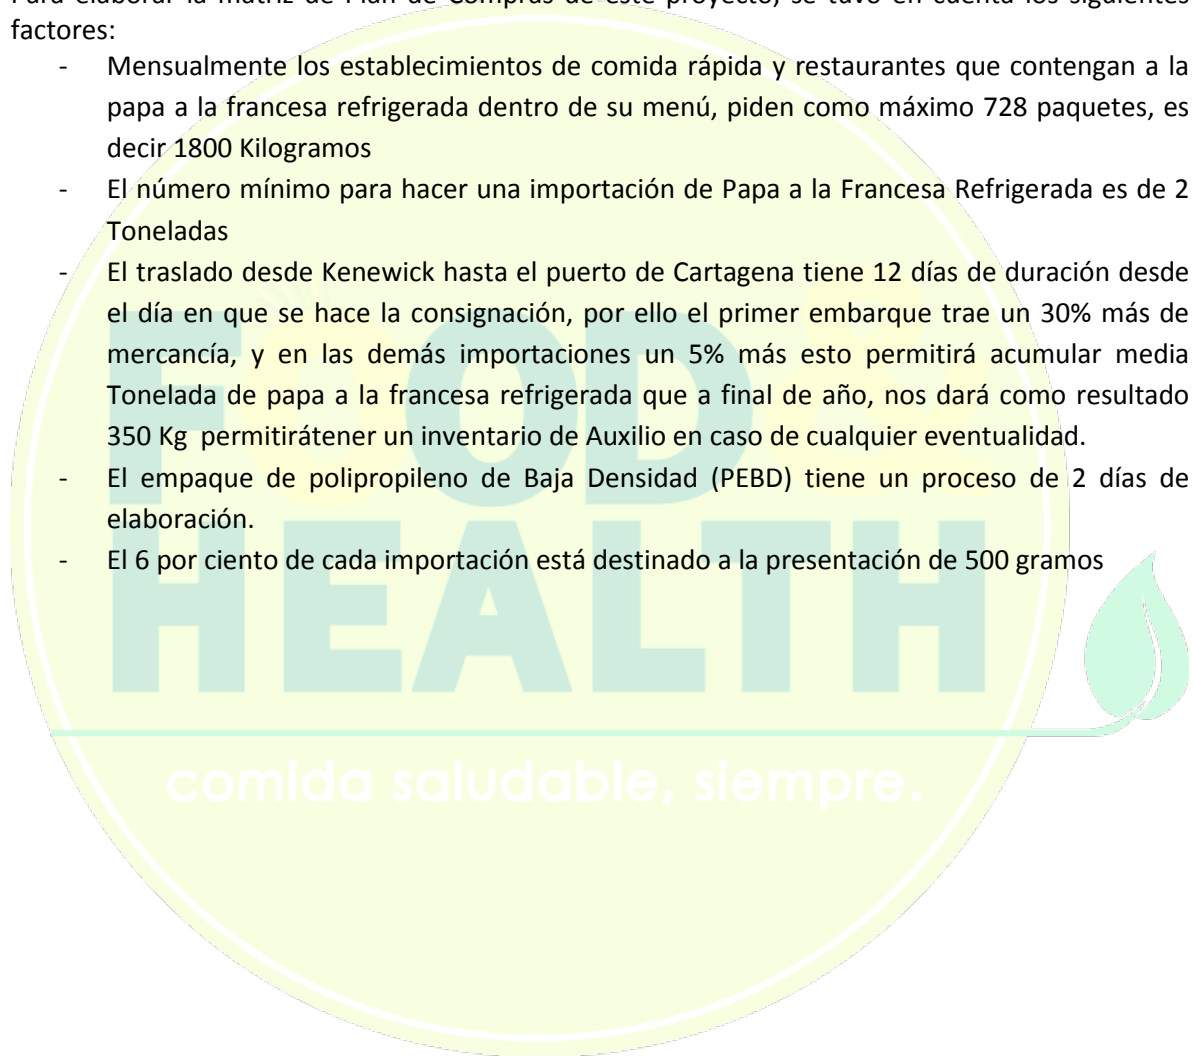 Para elaborar la matriz de Plan de Compras de este proyecto, se tuvo en cuenta los siguientes
factores:
- Mensualmente los establecimientos de comida rápida y restaurantes que contengan a la
papa a la francesa refrigerada dentro de su menú, piden como máximo 728 paquetes, es
decir 1800 Kilogramos
- El número mínimo para hacer una importación de Papa a la Francesa Refrigerada es de 2
Toneladas
- El traslado desde Kenewick hasta el puerto de Cartagena tiene 12 días de duración desde
el día en que se hace la consignación, por ello el primer embarque trae un 30% más de
mercancía, y en las demás importaciones un 5% más esto permitirá acumular media
Tonelada de papa a la francesa refrigerada que a final de año, nos dará como resultado
350 Kg permitirátener un inventario de Auxilio en caso de cualquier eventualidad.
- El empaque de polipropileno de Baja Densidad (PEBD) tiene un proceso de 2 días de
elaboración.
- El 6 por ciento de cada importación está destinado a la presentación de 500 gramos
FOOD &
HEALTH
comida saludable, siempre.